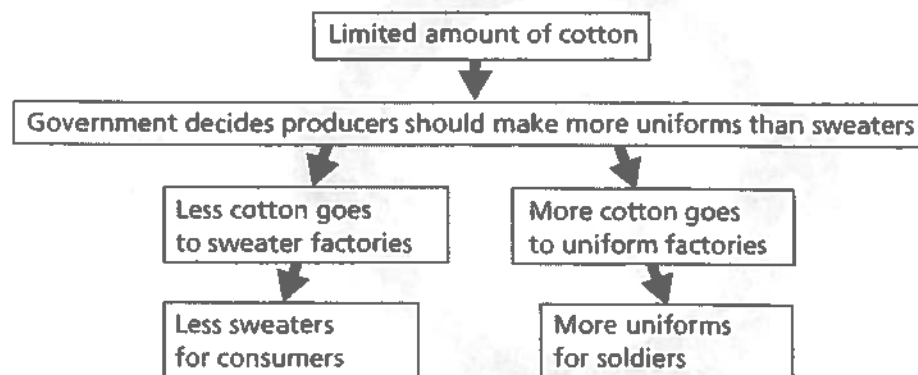 Limited amount of cotton
Government decides producers should make more uniforms than sweaters
Less cotton goes
to sweater factories
More cotton goes
to uniform factories
Less sweaters
for consumers
More uniforms
for soldiers